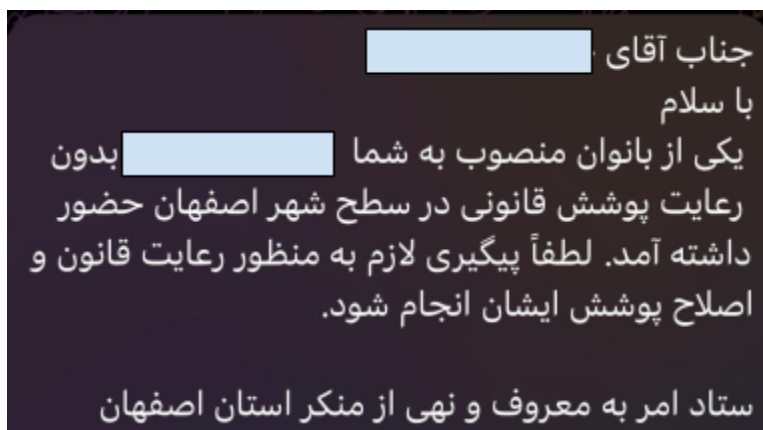 جناب آقای
با سلام
یکی از بانوان منصوب به شما بدون
رعایت پوشش قانونی در سطح شهر اصفهان حضور
داشته آمد. لطفاً پیگیری لازم به منظور رعایت قانون و
اصلاح پوشش ایشان انجام شود.
ستاد امر به معروف و نهی از منکر استان اصفهان